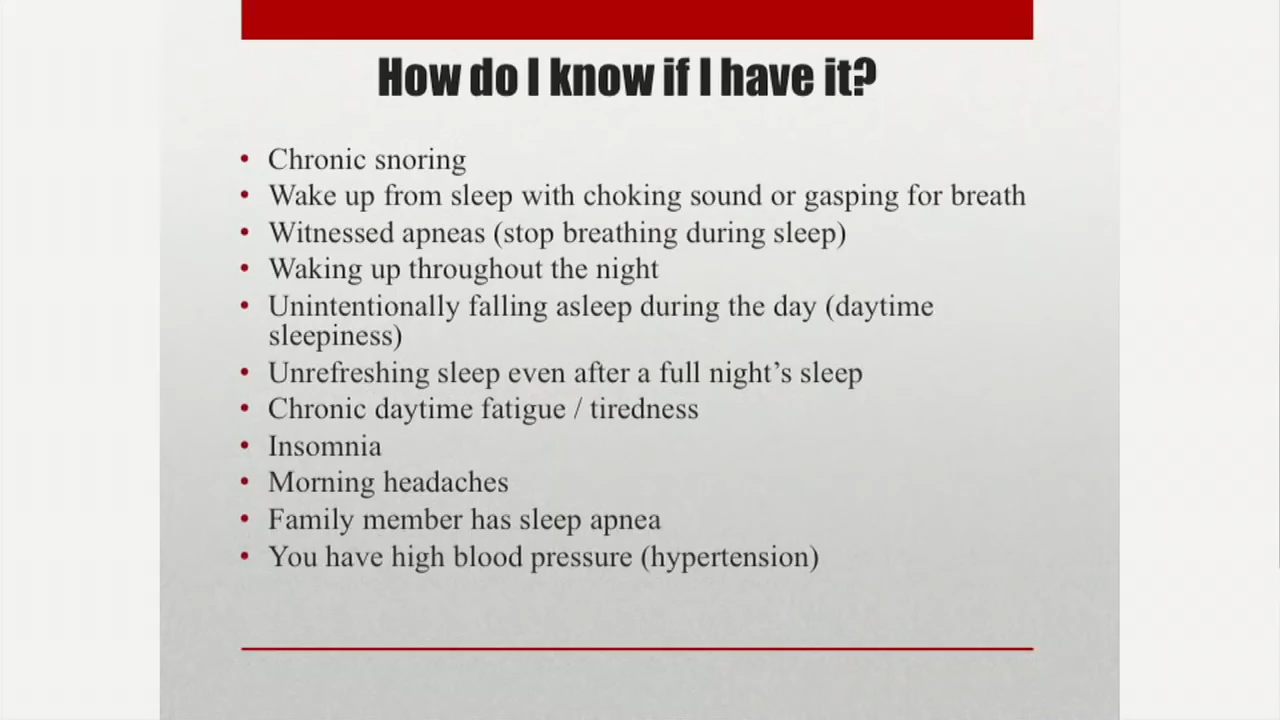 How do I know if I have it?
• Chronic snoring
• Wake up from sleep with choking sound or gasping for breath
• Witnessed apneas (stop breathing during sleep)
• Waking up throughout the night
• Unintentionally falling asleep during the day (daytime
sleepiness)
• Unrefreshing sleep even after a full night’s sleep
• Chronic daytime fatigue / tiredness
• Insomnia
• Morning headaches
• Family member has sleep apnea
• You have high blood pressure (hypertension)